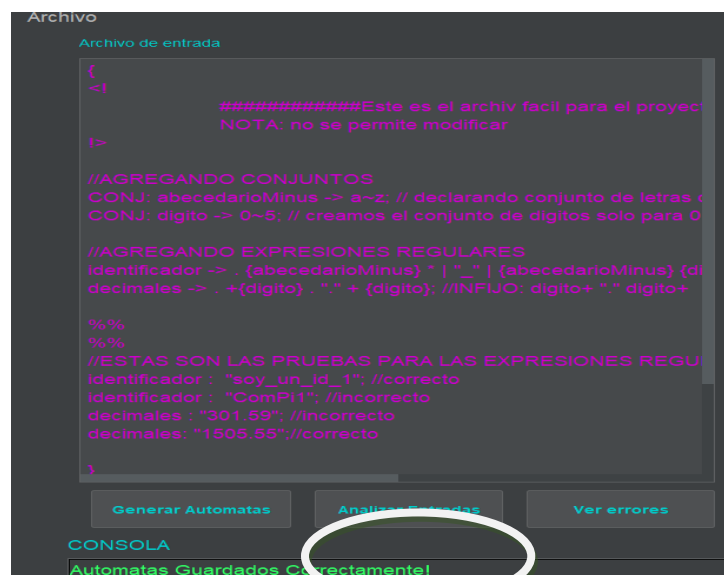 Archivo
Archivo de entrada
{
<!
############Este es el archiv facil para el proyec
NOTA: no se permite modificar
!>
//AGREGANDO CONJUNTOS
CONJ: abecedarioMinus -> a~z; // declarando conjunto de letras
CONJ: digito -> 0~5; // creamos el conjunto de digitos solo para 0
//AGREGANDO EXPRESIONES REGULARES
identificador -> . {abecedarioMinus} * | "_" | {abecedarioMinus} {di
decimales -> . +{digito} . "." + {digito}; //INFIJO: digito+ "." digito+
%%
%%
//ESTAS SON LAS PRUEBAS PARA LAS EXPRESIONES REGU
identificador : "soy_un_id_1"; //correcto
identificador : "ComPi1"; //incorrecto
decimales : "301.59"; //incorrecto
decimales: "1505.55";//correcto
}
Generar Automatas Analizar Entradas Ver errores
CONSOLA
Automatas Guardados Correctamente!